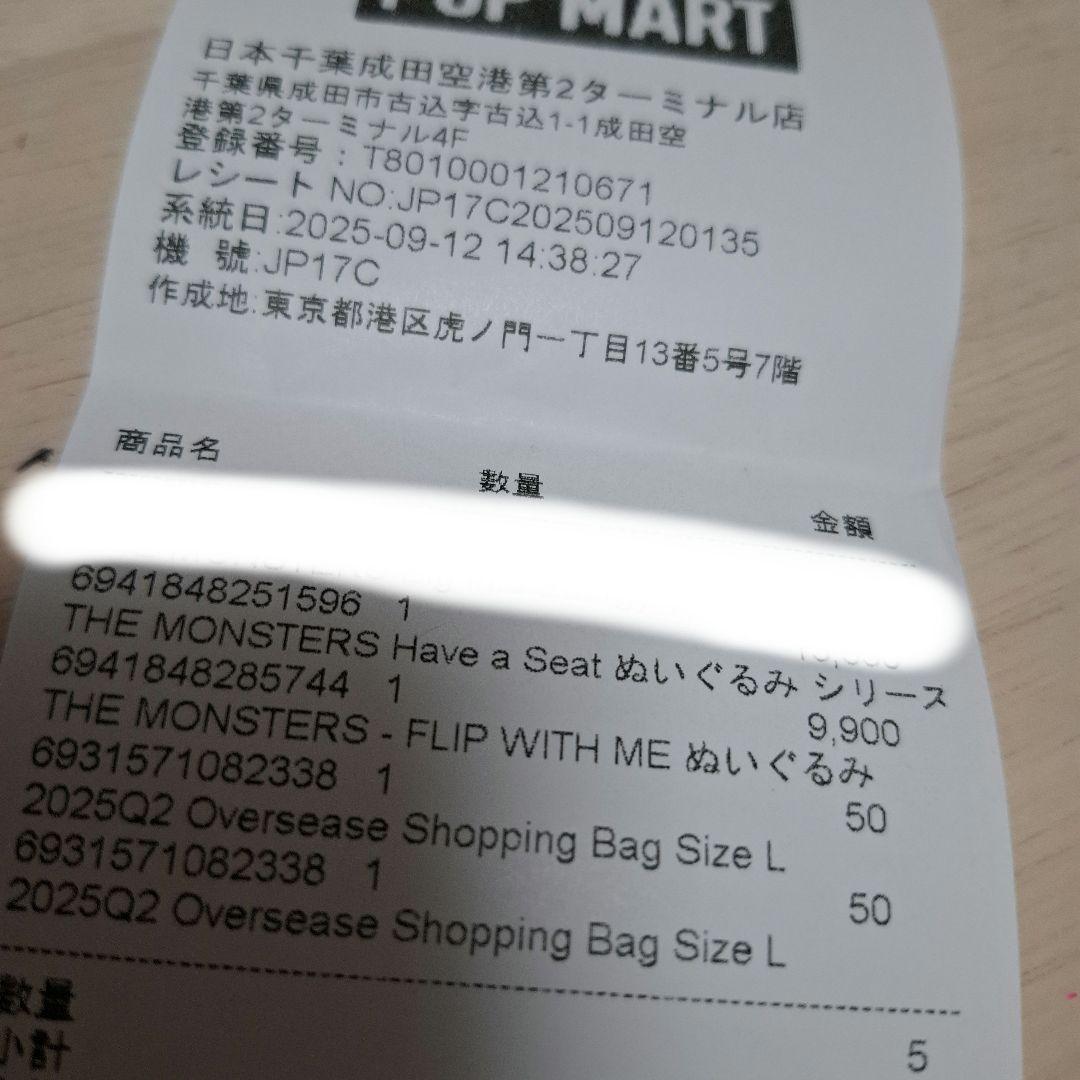 POP MART
日本千葉成田空港第2ターミナル店
千葉県成田市古込字古込1-1成田空
港第2ターミナル4F
登録番号：T8010001210671
レシート NO:JP17C202509120135
系統日:2025-09-12 14:38:27
機 號:JP17C
作成地:東京都港区虎ノ門一丁目13番5号7階
商品名 数量 金額
6941848251596 1
THE MONSTERS Have a Seat ぬいぐるみ シリーズ
6941848285744 1 9,900
THE MONSTERS - FLIP WITH ME ぬいぐるみ
6931571082338 1 50
2025Q2 Oversease Shopping Bag Size L
6931571082338 1 50
2025Q2 Oversease Shopping Bag Size L
数量 5
小計